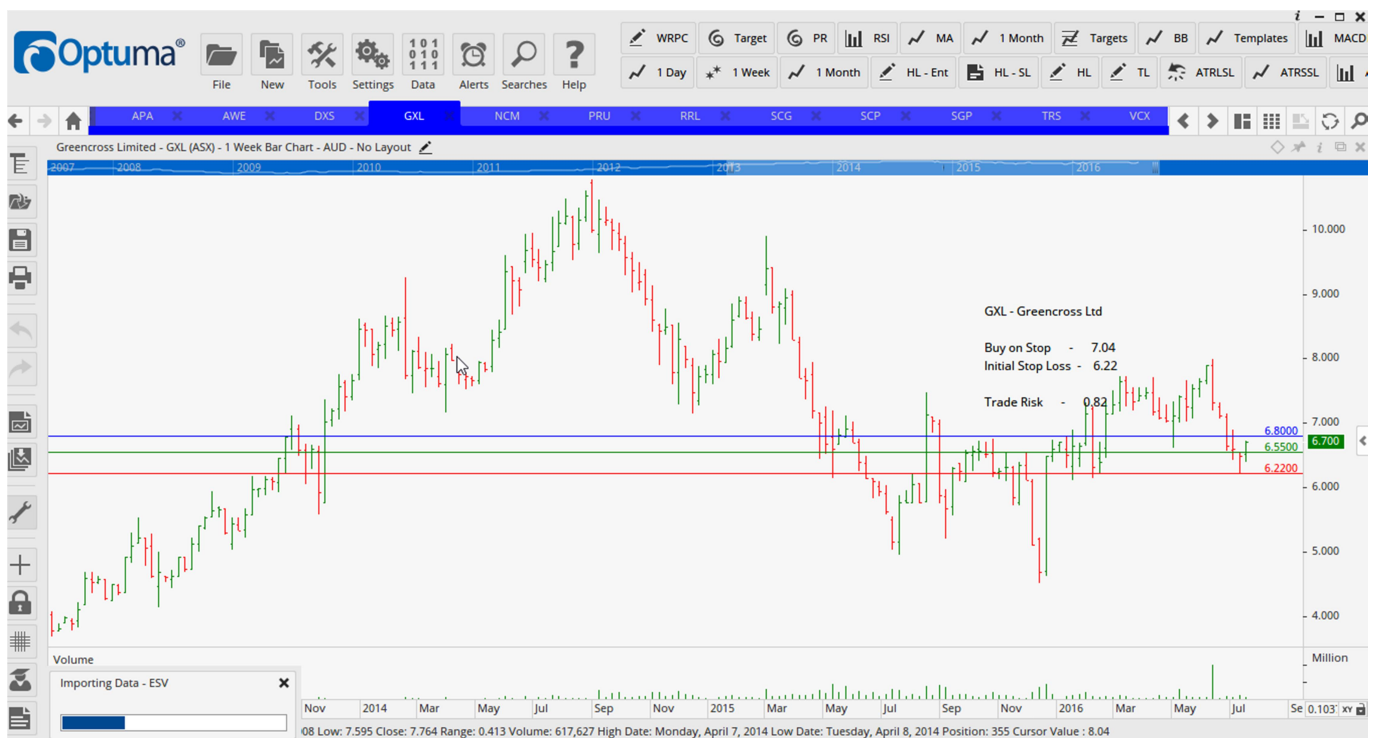 i
Optuma®
File
New
Tools
Settings
101
010
111
Data
Alerts
Searches
?
Help
WRPC
Target
PR
RSI
MA
1 Month
Targets
BB
Templates
MACD
1 Day
1 Week
1 Month
HL - Ent
HL - SL
HL
TL
ATRLSL
ATRSSL
APA
AWE
DXS
GXL
NCM
PRU
RRL
SCG
SCP
SGP
TRS
VCX
Greencross Limited - GXL (ASX) - 1 Week Bar Chart - AUD - No Layout
i
2007 2008 2009 2010 2011 2012 2013 2014 2015 2016
10.000
9.000
8.000
7.000
6.700
6.000
5.000
4.000
GXL - Greencross Ltd
Buy on Stop - 7.04
Initial Stop Loss - 6.22
Trade Risk - 0.82
6.8000
6.5500
6.2200
Volume
Million
Importing Data - ESV
Nov 2014 Mar May Jul Sep Nov 2015 Mar May Jul Sep Nov 2016 Mar May Jul Se
0.103 XY
08 Low: 7.595 Close: 7.764 Range: 0.413 Volume: 617,627 High Date: Monday, April 7, 2014 Low Date: Tuesday, April 8, 2014 Position: 355 Cursor Value : 8.04